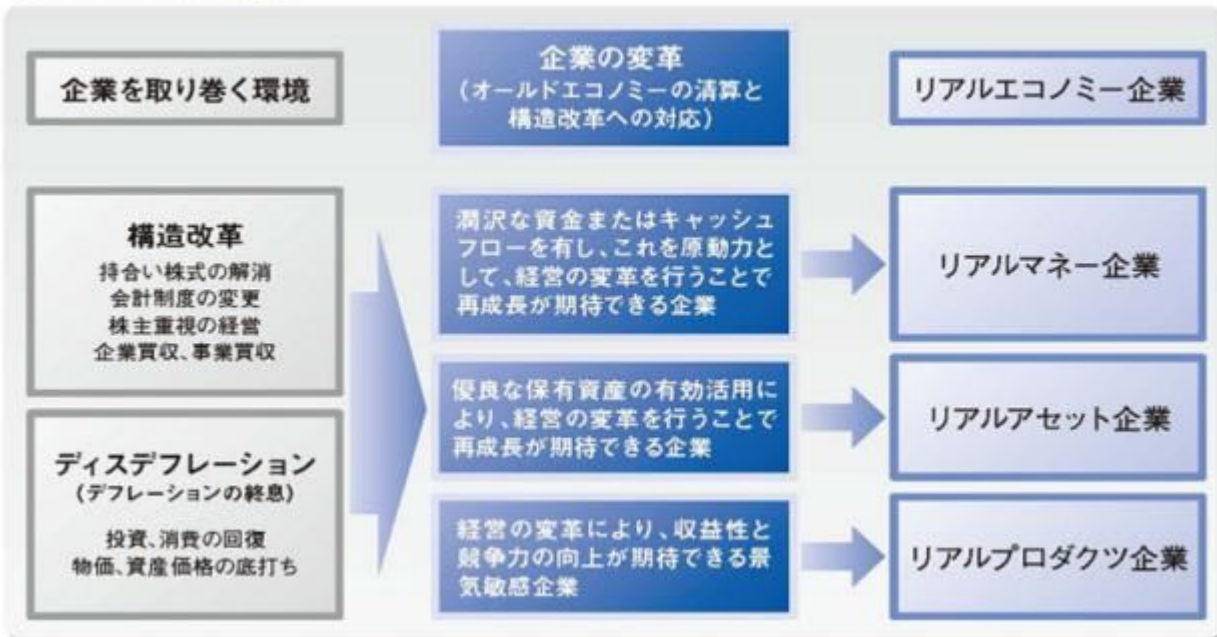 企業を取り巻く環境
企業の変革
(オールドエコノミーの清算と
構造改革への対応)
リアルエコノミー企業
構造改革
持合い株式の解消
会計制度の変更
株主重視の経営
企業買収、事業買収
ディスデフレーション
(デフレーションの終息)
投資、消費の回復
物価、資産価格の底打ち
潤沢な資金またはキャッシュ
フローを有し、これを原動力と
して、経営の変革を行うことで
再成長が期待できる企業
リアルマネー企業
優良な保有資産の有効活用に
より、経営の変革を行うことで
再成長が期待できる企業
リアルアセット企業
経営の変革により、収益性と
競争力の向上が期待できる景
気敏感企業
リアルプロダクツ企業